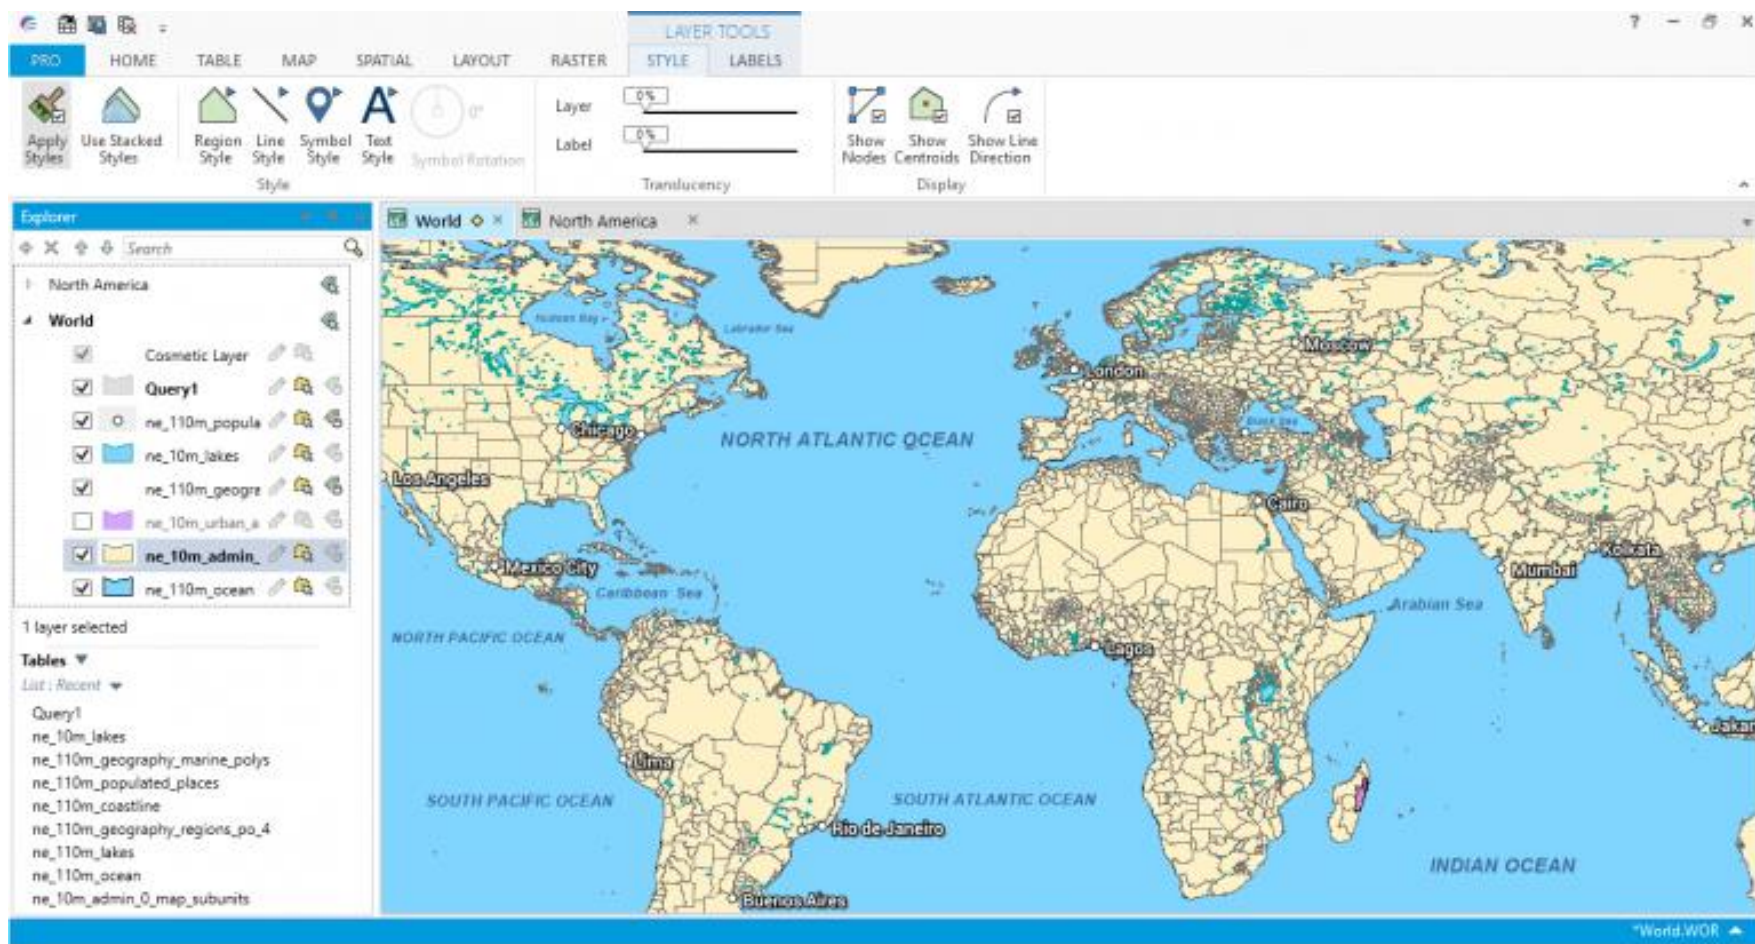 LAYER TOOLS
?
PRO HOME TABLE MAP SPATIAL LAYOUT RASTER STYLE LABELS
Apply Styles
Use Stacked Styles
Region Style
Line Style
Symbol Style
Text Style
0°
Symbol Rotation
Style
Layer 0%
Label 0%
Translucency
Show Nodes
Show Centroids
Show Line Direction
Display
Explorer
Search
North America
World
Cosmetic Layer
Query1
ne_110m_popula
ne_10m_lakes
ne_110m_geogra
ne_10m_urban_a
ne_10m_admin_
ne_110m_ocean
1 layer selected
Tables
List : Recent
Query1
ne_10m_lakes
ne_110m_geography_marine_polys
ne_110m_populated_places
ne_110m_coastline
ne_110m_geography_regions_po_4
ne_110m_lakes
ne_110m_ocean
ne_10m_admin_0_map_subunits
World
North America
Hudson Bay
Labrador Sea
Moscow
London
Chicago
NORTH ATLANTIC OCEAN
Black Sea
Los Angeles
Cairo
Kolkata
Mexico City
Mumbai
Caribbean Sea
Arabian Sea
NORTH PACIFIC OCEAN
Lagos
Jakar
Lima
SOUTH PACIFIC OCEAN
SOUTH ATLANTIC OCEAN
Rio de Janeiro
INDIAN OCEAN
Buenos Aires
*World.WOR